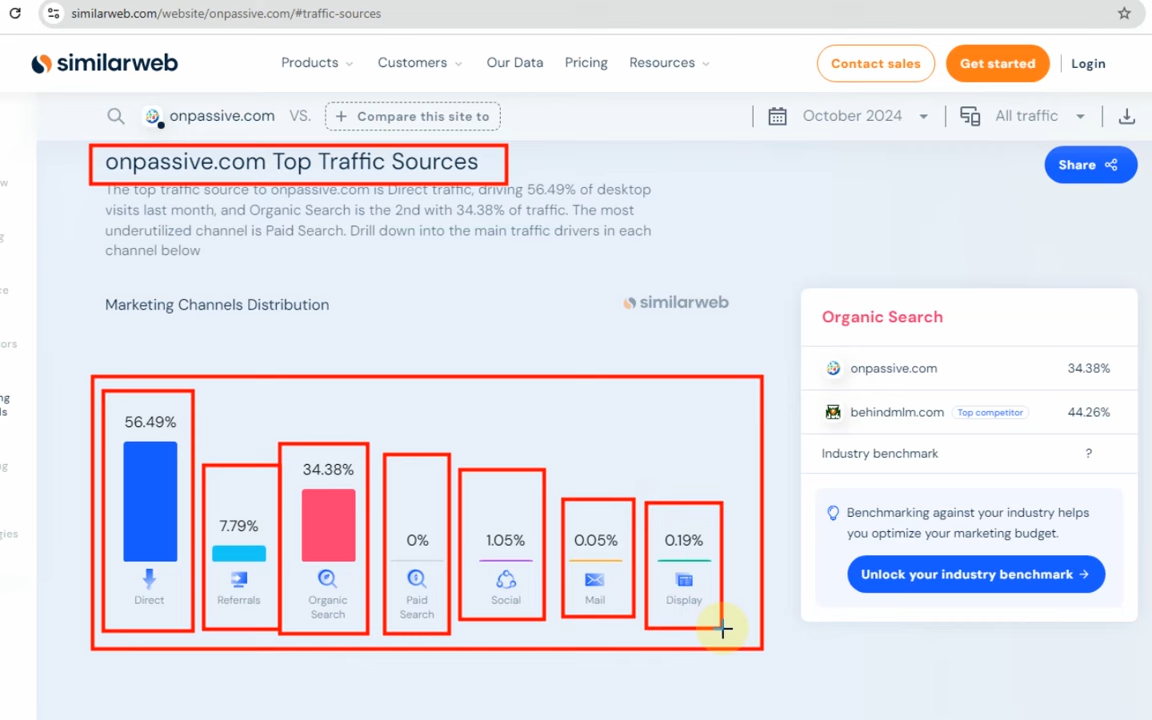 similarweb.com/website/onpassive.com/#traffic-sources
similarweb
Products
Customers
Our Data
Pricing
Resources
Contact sales
Get started
Login
onpassive.com
VS.
+ Compare this site to
October 2024
All traffic
onpassive.com Top Traffic Sources
Share
The top traffic source to onpassive.com is Direct traffic, driving 56.49% of desktop
visits last month, and Organic Search is the 2nd with 34.38% of traffic. The most
underutilized channel is Paid Search. Drill down into the main traffic drivers in each
channel below
Marketing Channels Distribution
similarweb
56.49%
7.79%
34.38%
0%
1.05%
0.05%
0.19%
Direct
Referrals
Organic
Search
Paid
Search
Social
Mail
Display
Organic Search
onpassive.com 34.38%
behindmlm.com Top competitor 44.26%
Industry benchmark ?
Benchmarking against your industry helps
you optimize your marketing budget.
Unlock your industry benchmark →